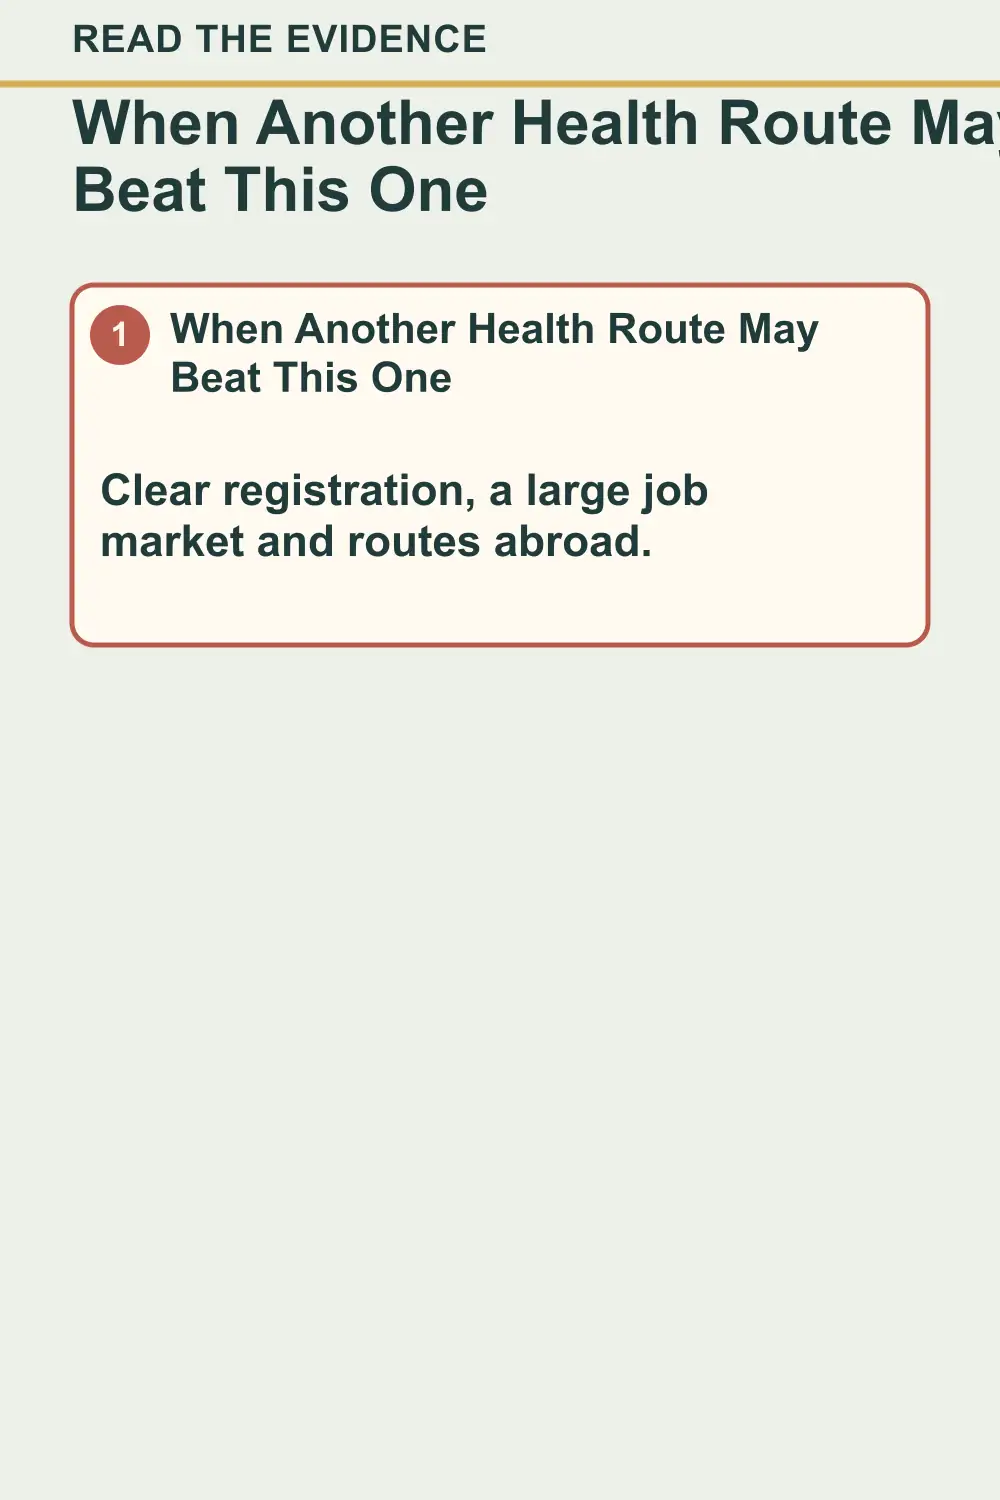 READ THE EVIDENCE
When Another Health Route May
Beat This One
1
When Another Health Route May
Beat This One
Clear registration, a large job
market and routes abroad.